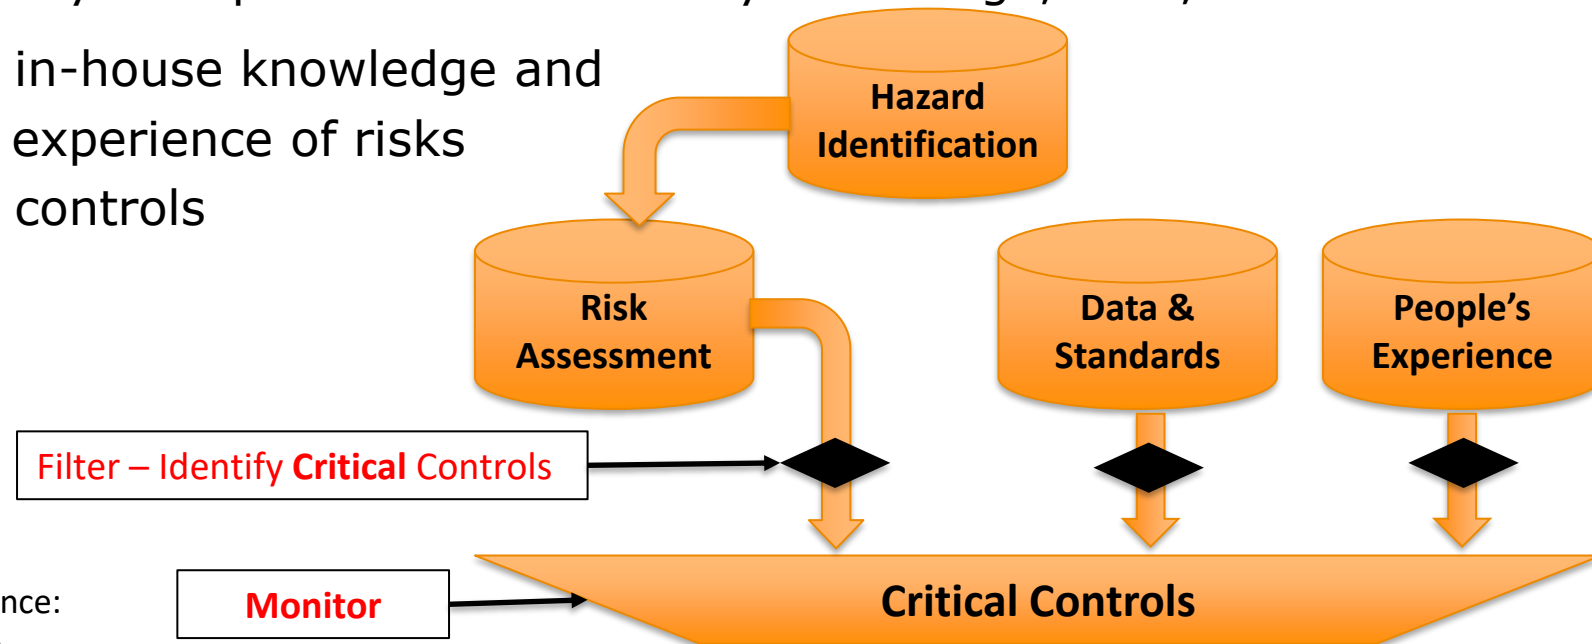 in-house knowledge and
experience of risks
controls
Hazard
Identification
Risk
Assessment
Data &
Standards
People’s
Experience
Filter – Identify Critical Controls
Monitor
Critical Controls
nce: